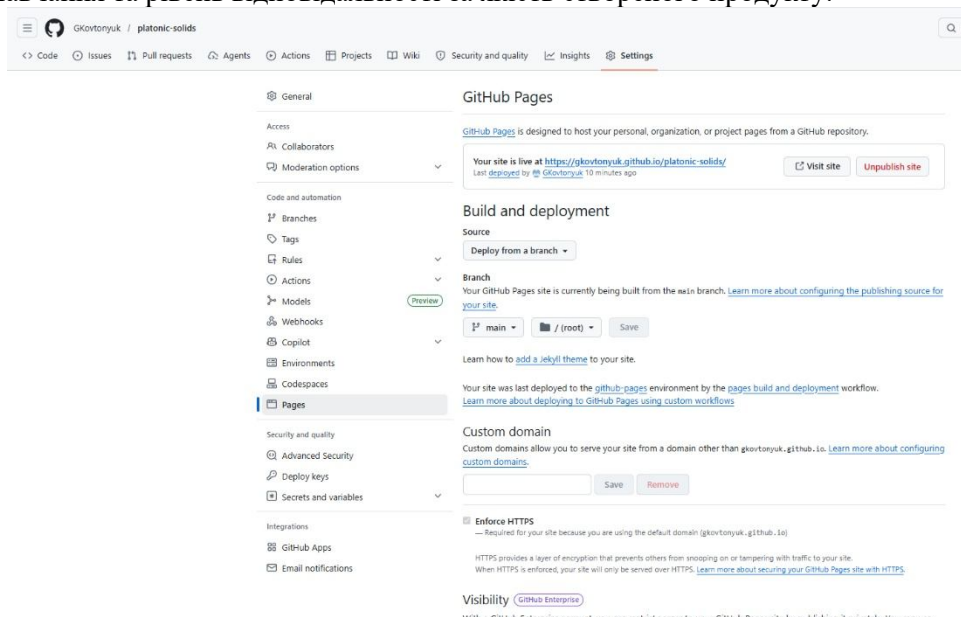 навчання та рівень відповідальності за якість створеного продукту.
GKovtonyuk / platonic-solids
Code Issues Pull requests Agents Actions Projects Wiki Security and quality Insights Settings
General
Access
Collaborators
Moderation options
Code and automation
Branches
Tags
Rules
Actions
Models Preview
Webhooks
Copilot
Environments
Codespaces
Pages
Security and quality
Advanced Security
Deploy keys
Secrets and variables
Integrations
GitHub Apps
Email notifications
GitHub Pages
GitHub Pages is designed to host your personal, organization, or project pages from a GitHub repository.
Your site is live at https://gkovtonyuk.github.io/platonic-solids/
Last deployed by GKovtonyuk 10 minutes ago
Visit site Unpublish site
Build and deployment
Source
Deploy from a branch
Branch
Your GitHub Pages site is currently being built from the main branch. Learn more about configuring the publishing source for
your site.
main / (root) Save
Learn how to add a Jekyll theme to your site.
Your site was last deployed to the github-pages environment by the pages build and deployment workflow.
Learn more about deploying to GitHub Pages using custom workflows
Custom domain
Custom domains allow you to serve your site from a domain other than gkovtonyuk.github.io. Learn more about configuring
custom domains.
Save Remove
Enforce HTTPS
— Required for your site because you are using the default domain (gkovtonyuk.github.io)
HTTPS provides a layer of encryption that prevents others from snooping on or tampering with traffic to your site.
When HTTPS is enforced, your site will only be served over HTTPS. Learn more about securing your GitHub Pages site with HTTPS.
Visibility GitHub Enterprise